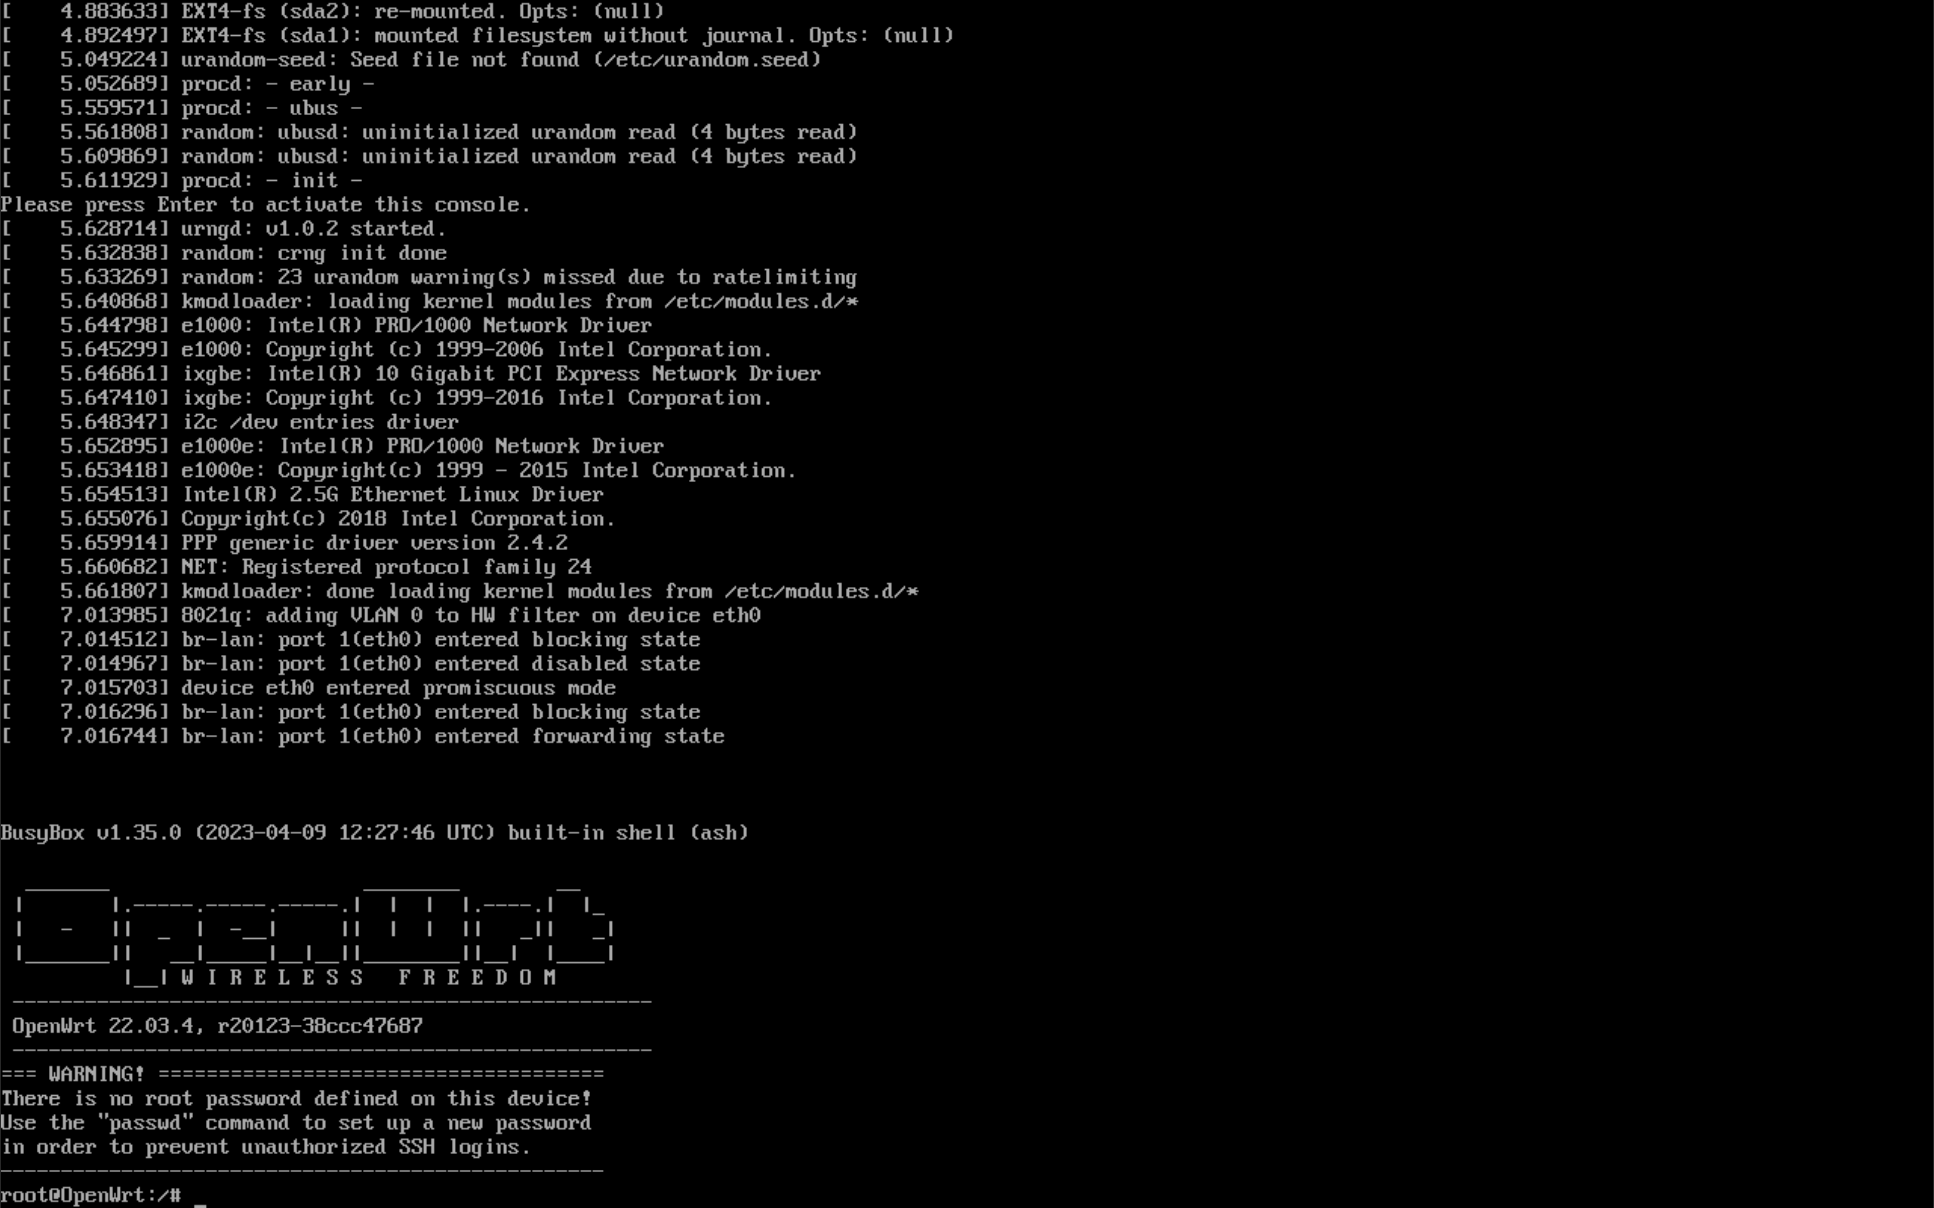 [    4.883633] EXT4-fs (sda2): re-mounted. Opts: (null)
[    4.892497] EXT4-fs (sda1): mounted filesystem without journal. Opts: (null)
[    5.049224] urandom-seed: Seed file not found (/etc/urandom.seed)
[    5.052689] procd: - early -
[    5.559571] procd: - ubus -
[    5.561808] random: ubusd: uninitialized urandom read (4 bytes read)
[    5.609869] random: ubusd: uninitialized urandom read (4 bytes read)
[    5.611929] procd: - init -
Please press Enter to activate this console.
[    5.628714] urngd: v1.0.2 started.
[    5.632838] random: crng init done
[    5.633269] random: 23 urandom warning(s) missed due to ratelimiting
[    5.640868] kmodloader: loading kernel modules from /etc/modules.d/*
[    5.644798] e1000: Intel(R) PRO/1000 Network Driver
[    5.645299] e1000: Copyright (c) 1999-2006 Intel Corporation.
[    5.646861] ixgbe: Intel(R) 10 Gigabit PCI Express Network Driver
[    5.647410] ixgbe: Copyright (c) 1999-2016 Intel Corporation.
[    5.648347] i2c /dev entries driver
[    5.652895] e1000e: Intel(R) PRO/1000 Network Driver
[    5.653418] e1000e: Copyright(c) 1999 - 2015 Intel Corporation.
[    5.654513] Intel(R) 2.5G Ethernet Linux Driver
[    5.655076] Copyright(c) 2018 Intel Corporation.
[    5.659914] PPP generic driver version 2.4.2
[    5.660682] NET: Registered protocol family 24
[    5.661807] kmodloader: done loading kernel modules from /etc/modules.d/*
[    7.013985] 8021q: adding VLAN 0 to HW filter on device eth0
[    7.014512] br-lan: port 1(eth0) entered blocking state
[    7.014967] br-lan: port 1(eth0) entered disabled state
[    7.015703] device eth0 entered promiscuous mode
[    7.016296] br-lan: port 1(eth0) entered blocking state
[    7.016744] br-lan: port 1(eth0) entered forwarding state
BusyBox v1.35.0 (2023-04-09 12:27:46 UTC) built-in shell (ash)
OpenWrt
W I R E L E S S   F R E E D O M
-----------------------------------------------------
OpenWrt 22.03.4, r20123-38ccc47687
-----------------------------------------------------
=== WARNING! =====================================
There is no root password defined on this device!
Use the "passwd" command to set up a new password
in order to prevent unauthorized SSH logins.
--------------------------------------------------
root@OpenWrt:/# _